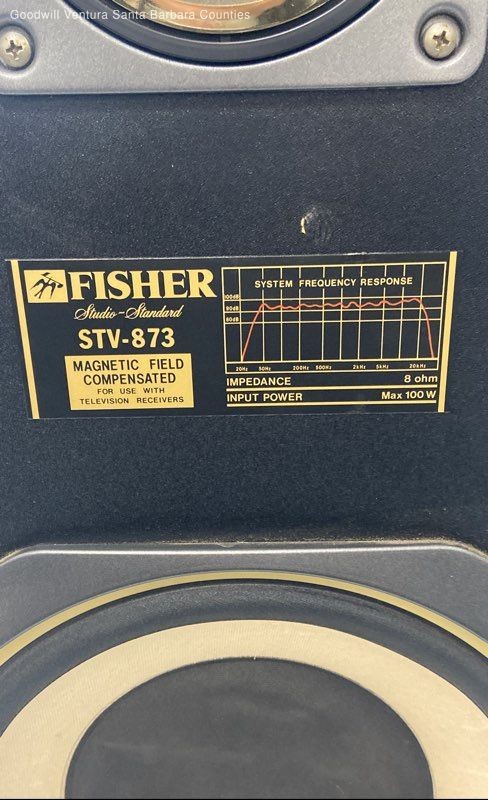 Goodwill Ventura Santa Barbara Counties
FISHER
Studio-Standard
STV-873
MAGNETIC FIELD
COMPENSATED
FOR USE WITH
TELEVISION RECEIVERS
SYSTEM FREQUENCY RESPONSE
100dB
90dB
80dB
20Hz 50Hz 200Hz 500Hz 2kHz 5kHz 20kHz
IMPEDANCE 8 ohm
INPUT POWER Max 100 W